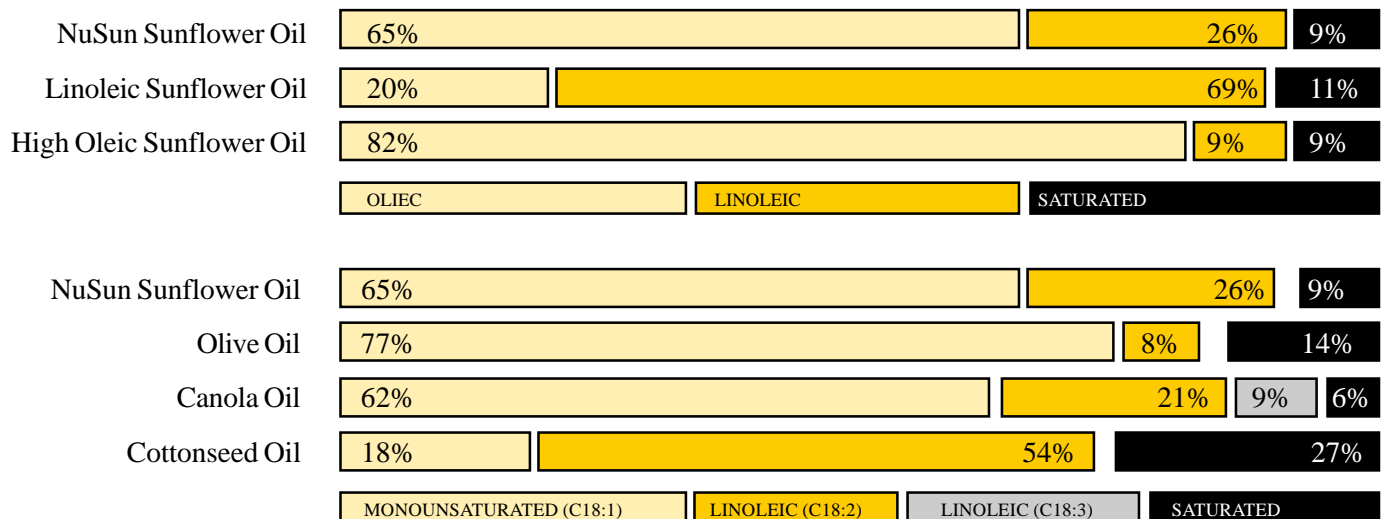 NuSun Sunflower Oil 65% 26% 9%
Linoleic Sunflower Oil 20% 69% 11%
High Oleic Sunflower Oil 82% 9% 9%
OLIEC LINOLEIC SATURATED
NuSun Sunflower Oil 65% 26% 9%
Olive Oil 77% 8% 14%
Canola Oil 62% 21% 9% 6%
Cottonseed Oil 18% 54% 27%
MONOUNSATURATED (C18:1) LINOLEIC (C18:2) LINOLEIC (C18:3) SATURATED